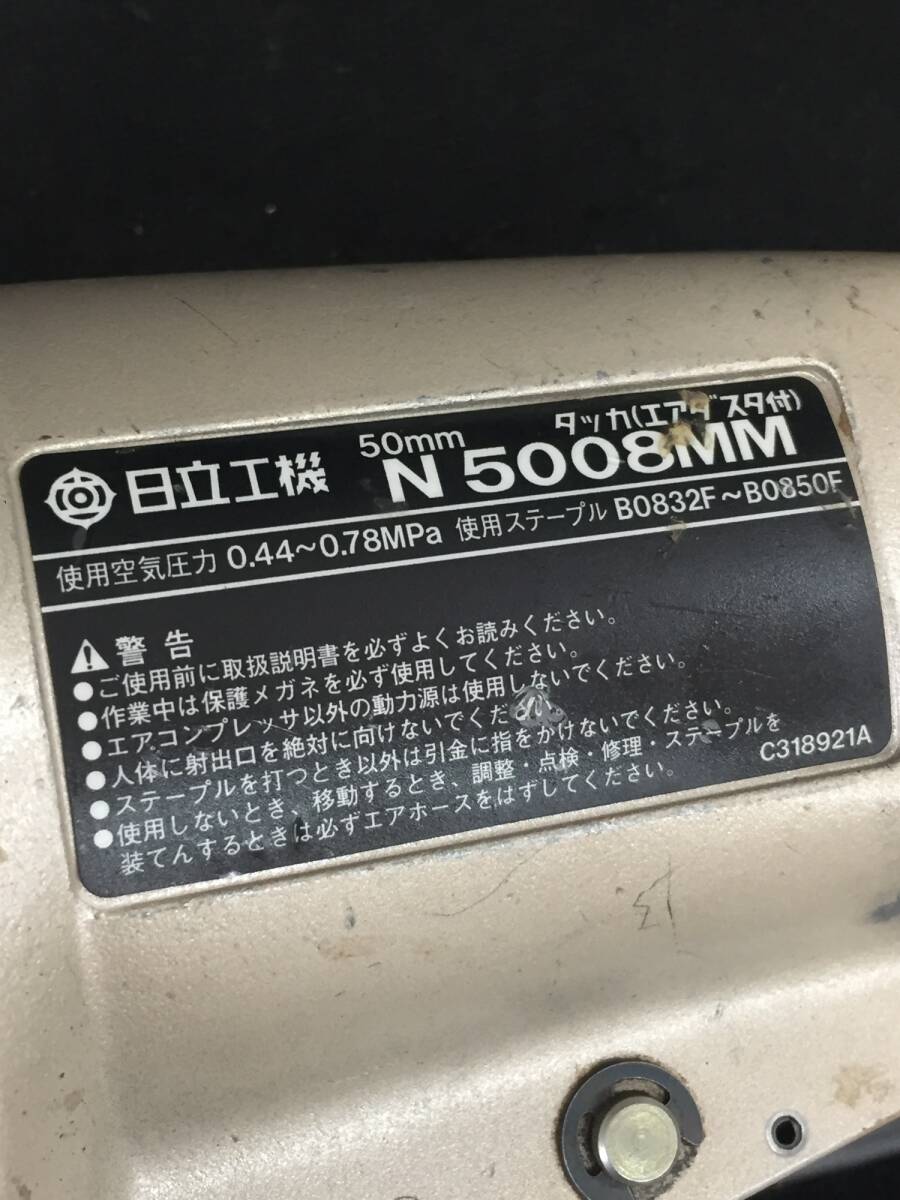 日立工機 50mm タッカ(エアダスタ付)
N 5008MM
使用空気圧力 0.44～0.78MPa 使用ステープル B0832F～B0850F
警告
●ご使用前に取扱説明書を必ずよくお読みください。
●作業中は保護メガネを必ず使用してください。
●エアコンプレッサ以外の動力源は使用しないでください。
●人体に射出口を絶対に向けないでください。
●ステープルを打つとき以外は引金に指をかけないでください。
●使用しないとき、移動するとき、調整・点検・修理・ステープルを
装てんするときは必ずエアホースをはずしてください。
C318921A